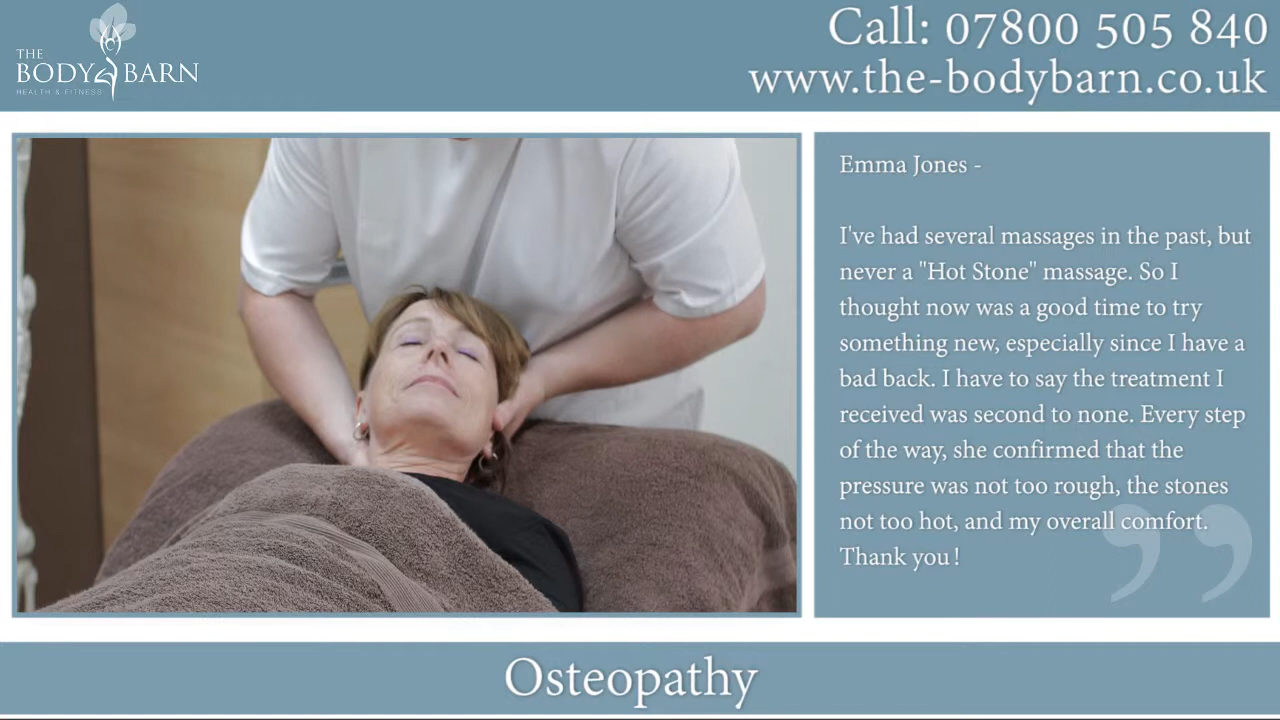 THE
BODY BARN
HEALTH & FITNESS
Call: 07800 505 840
www.the-bodybarn.co.uk
Emma Jones -
I've had several massages in the past, but
never a "Hot Stone" massage. So I
thought now was a good time to try
something new, especially since I have a
bad back. I have to say the treatment I
received was second to none. Every step
of the way, she confirmed that the
pressure was not too rough, the stones
not too hot, and my overall comfort.
Thank you!
Osteopathy